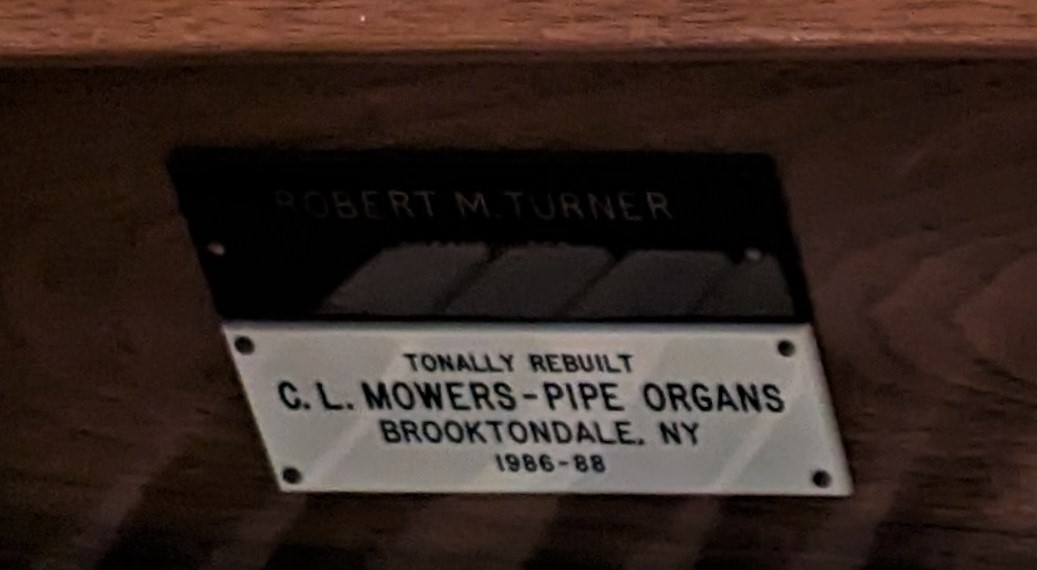 ROBERT M. TURNER
TONALLY REBUILT
C. L. MOWERS-PIPE ORGANS
BROOKTONDALE, NY
1986-88